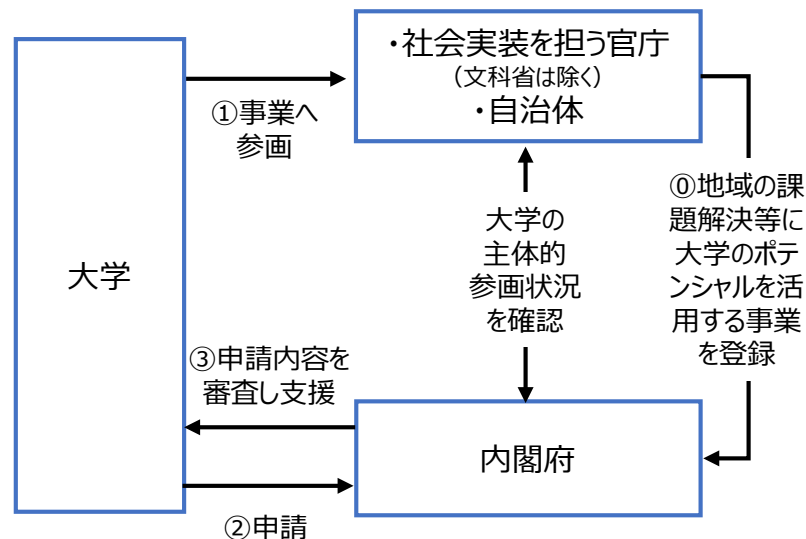 ・社会実装を担う官庁
（文科省は除く）
・自治体
①事業へ
参画
⓪地域の課
題解決等に
大学のポテ
ンシャルを活
用する事業
を登録
大学の
主体的
参画状況
を確認
大学
③申請内容を
審査し支援
内閣府
②申請